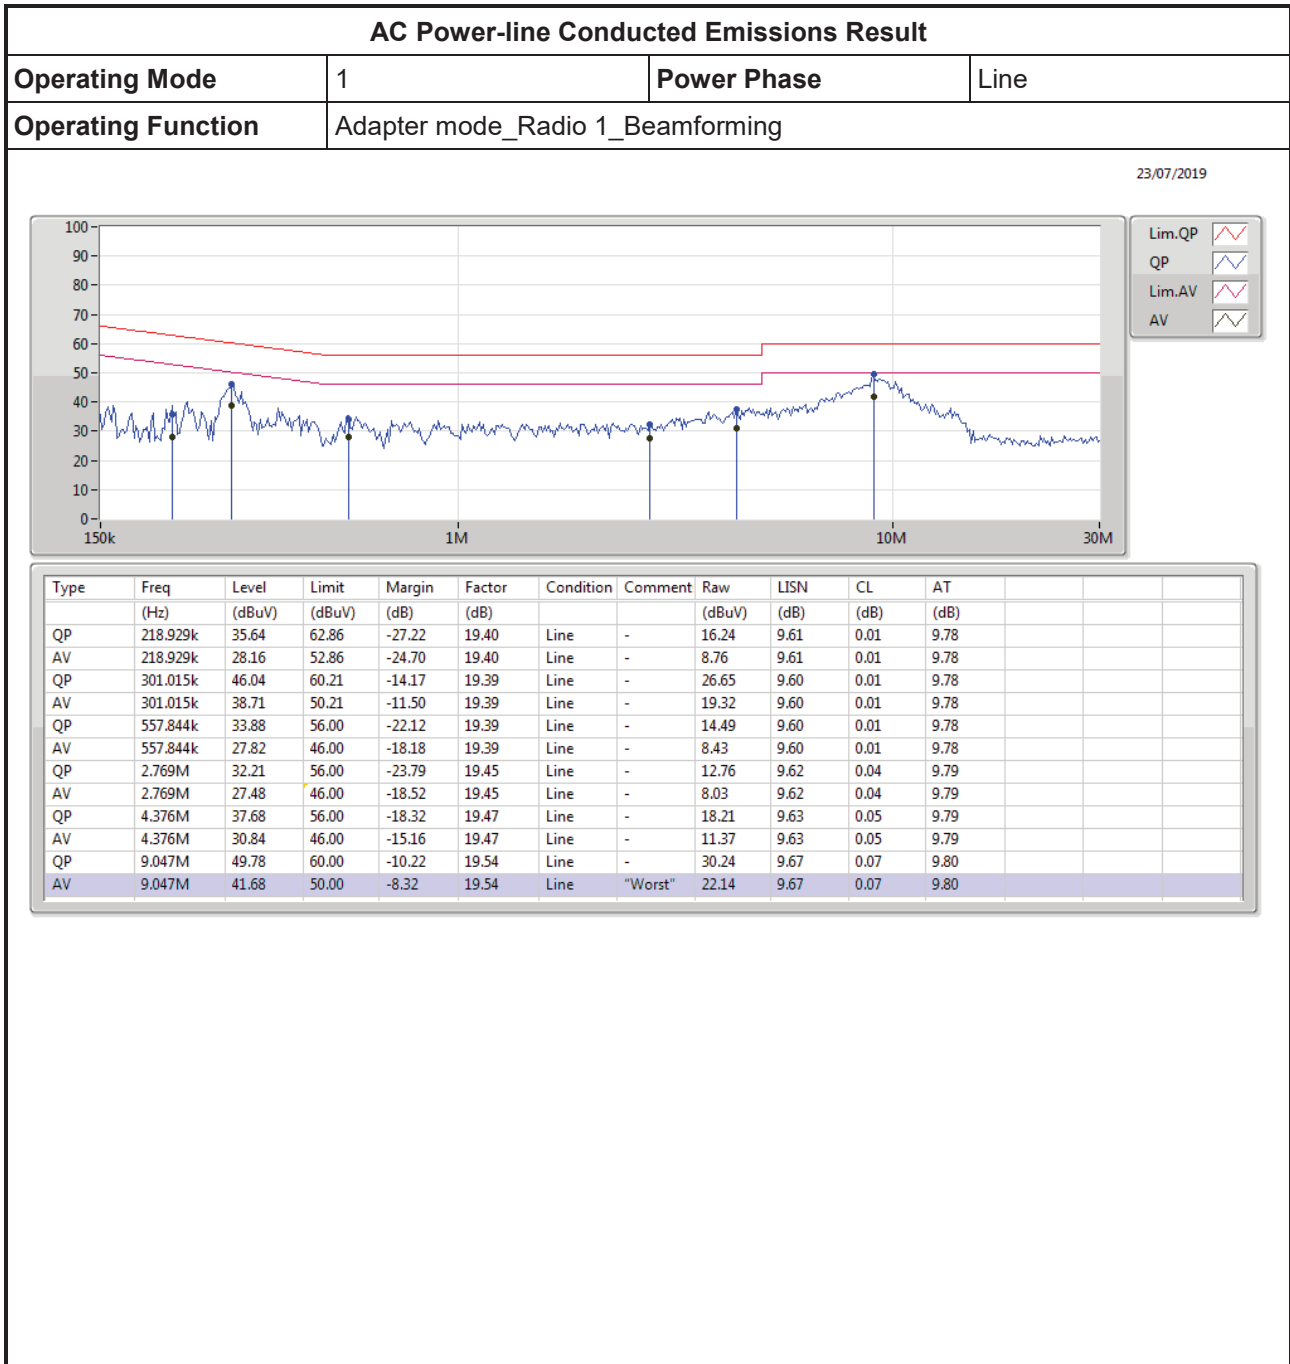 AC Power-line Conducted Emissions Result
Operating Mode 1 Power Phase Line
Operating Function Adapter mode_Radio 1_Beamforming
23/07/2019
100
90
80
70
60
50
40
30
20
10
0
150k 1M 10M 30M
Lim.QP
QP
Lim.AV
AV
Type Freq Level Limit Margin Factor Condition Comment Raw LISN CL AT
(Hz) (dBuV) (dBuV) (dB) (dB) (dBuV) (dB) (dB) (dB)
QP 218.929k 35.64 62.86 -27.22 19.40 Line - 16.24 9.61 0.01 9.78
AV 218.929k 28.16 52.86 -24.70 19.40 Line - 8.76 9.61 0.01 9.78
QP 301.015k 46.04 60.21 -14.17 19.39 Line - 26.65 9.60 0.01 9.78
AV 301.015k 38.71 50.21 -11.50 19.39 Line - 19.32 9.60 0.01 9.78
QP 557.844k 33.88 56.00 -22.12 19.39 Line - 14.49 9.60 0.01 9.78
AV 557.844k 27.82 46.00 -18.18 19.39 Line - 8.43 9.60 0.01 9.78
QP 2.769M 32.21 56.00 -23.79 19.45 Line - 12.76 9.62 0.04 9.79
AV 2.769M 27.48 46.00 -18.52 19.45 Line - 8.03 9.62 0.04 9.79
QP 4.376M 37.68 56.00 -18.32 19.47 Line - 18.21 9.63 0.05 9.79
AV 4.376M 30.84 46.00 -15.16 19.47 Line - 11.37 9.63 0.05 9.79
QP 9.047M 49.78 60.00 -10.22 19.54 Line - 30.24 9.67 0.07 9.80
AV 9.047M 41.68 50.00 -8.32 19.54 Line "Worst" 22.14 9.67 0.07 9.80